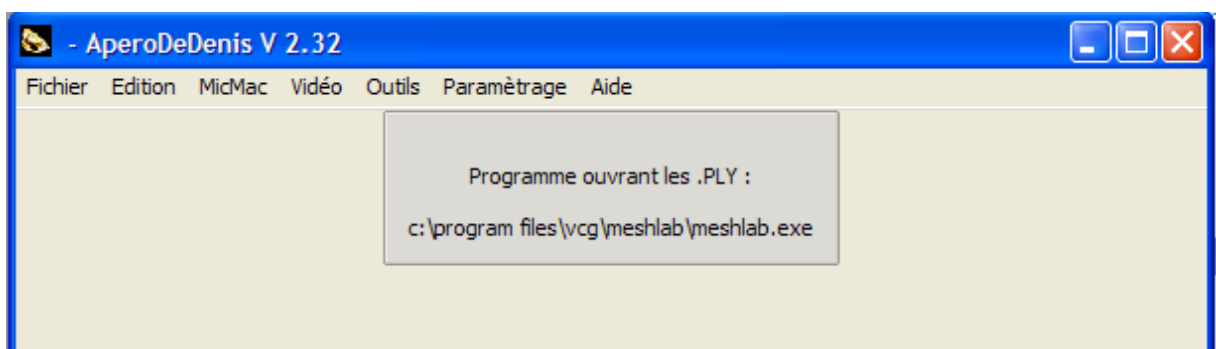 - AperoDeDenis V 2.32
Fichier Edition MicMac Vidéo Outils Paramètrage Aide
Programme ouvrant les .PLY :
c:\program files\vcg\meshlab\meshlab.exe